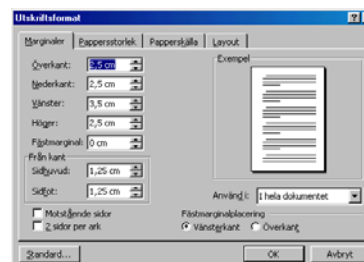 Utskriftsformat
Marginaler Pappersstorlek Papperskälla Layout
Överkant: 2,5 cm
Nederkant: 2,5 cm
Vänster: 3,5 cm
Höger: 2,5 cm
Fästmarginal: 0 cm
Från kant
Sidhuvud: 1,25 cm
Sidfot: 1,25 cm
Motstående sidor
2 sidor per ark
Exempel
Använd i: Hela dokumentet
Fästmarginalplacering
Vänsterkant Överkant
Standard... OK Avbryt